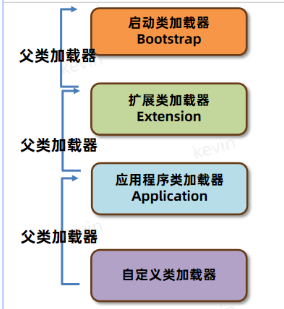 启动类加载器
Bootstrap
父类加载器
kevin
扩展类加载器
Extension
父类加载器
kevin
应用程序类加载器
Application
父类加载器
自定义类加载器